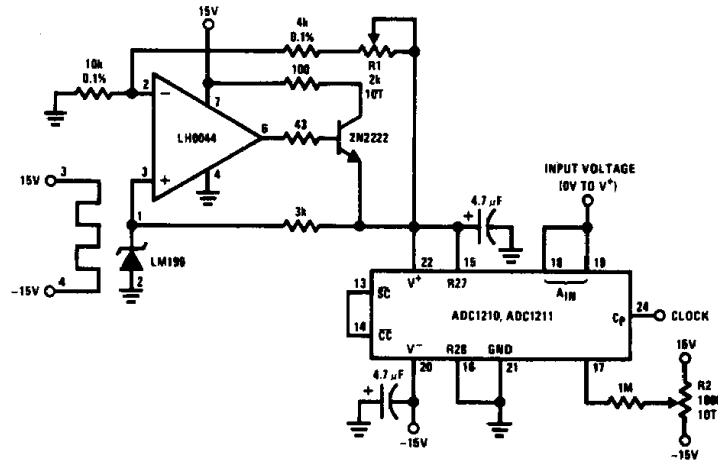 15V
4k
0.1%
10k
0.1%
R1
2k
10T
100
2
−
7
LH0044
6
43
2N2222
3
+
4
15V
3
1
3k
LM199
2
4
−15V
INPUT VOLTAGE
(0V TO V+)
+
4.7 μF
22
15
18
19
V+
R27
AIN
13
SC
14
CC
ADC1210, ADC1211
CP
24
CLOCK
V−
R28
GND
20
16
21
17
4.7 μF
+
−15V
1M
15V
R2
10T
−15V